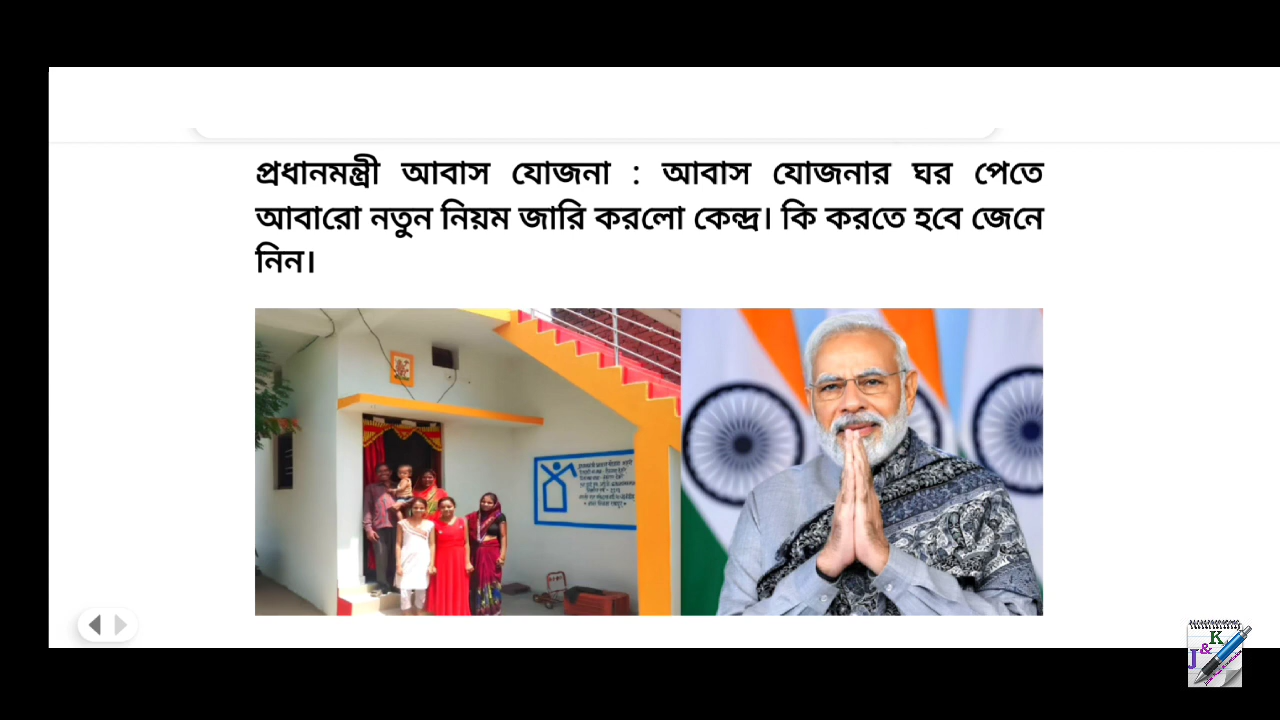 প্রধানমন্ত্রী আবাস যোজনা : আবাস যোজনার ঘর পেতে
আবারো নতুন নিয়ম জারি করলো কেন্দ্র। কি করতে হবে জেনে
নিন।
J&K